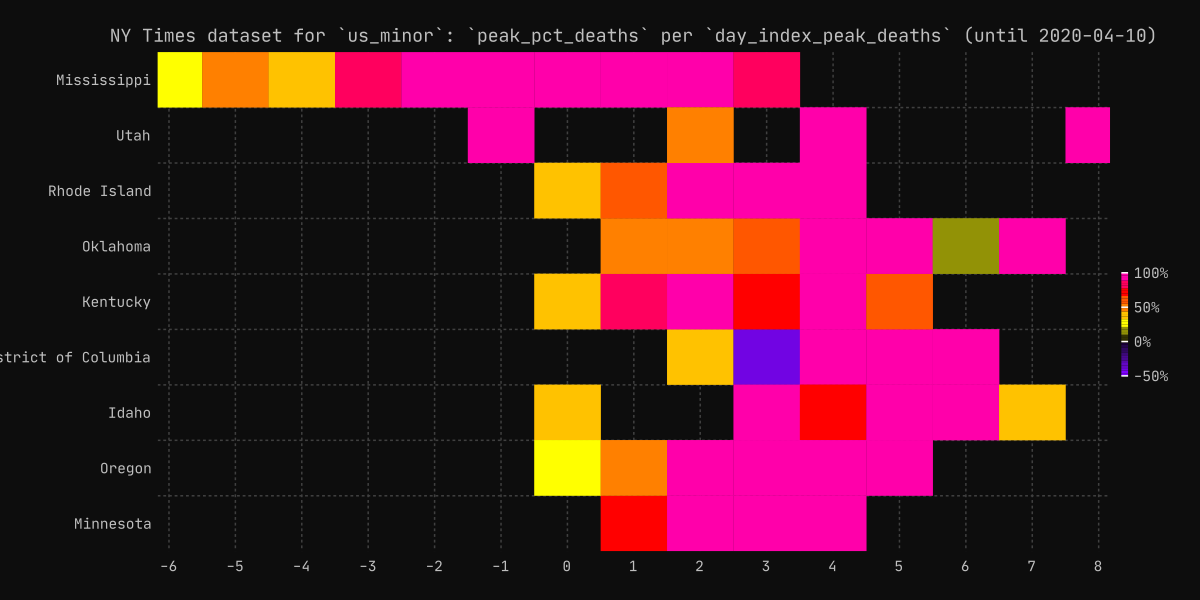 NY Times dataset for `us_minor`: `peak_pct_deaths` per `day_index_peak_deaths` (until 2020-04-10)
Mississippi
Utah
Rhode Island
Oklahoma
Kentucky
strict of Columbia
Idaho
Oregon
Minnesota
100%
50%
0%
-50%
-6 -5 -4 -3 -2 -1 0 1 2 3 4 5 6 7 8